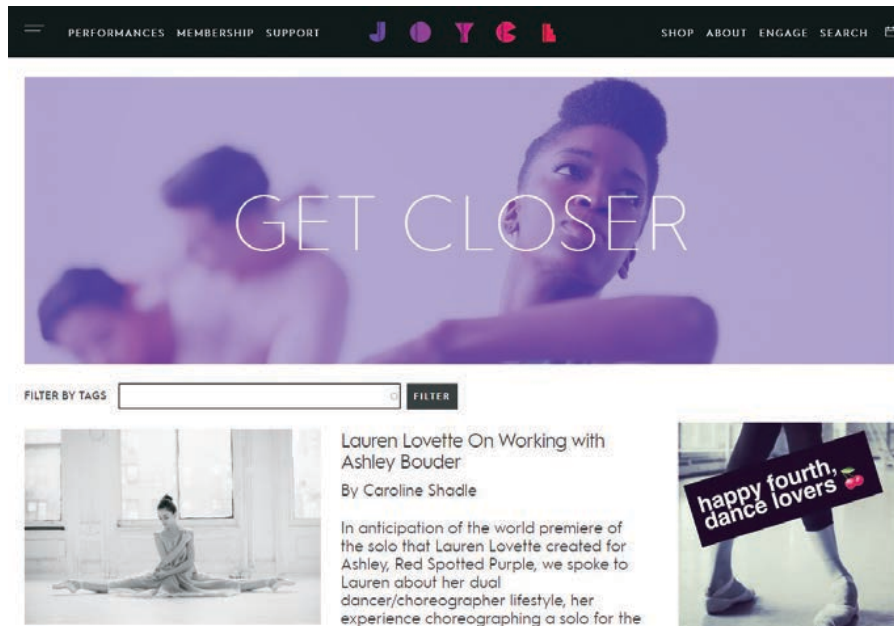 PERFORMANCES MEMBERSHIP SUPPORT
JOYCE
SHOP ABOUT ENGAGE SEARCH
GET CLOSER
FILTER BY TAGS
FILTER
Lauren Lovette On Working with
Ashley Bouder
By Caroline Shadle
In anticipation of the world premiere of
the solo that Lauren Lovette created for
Ashley, Red Spotted Purple, we spoke to
Lauren about her dual
dancer/choreographer lifestyle, her
experience choreographing a solo for the
happy fourth,
dance lovers 🍒